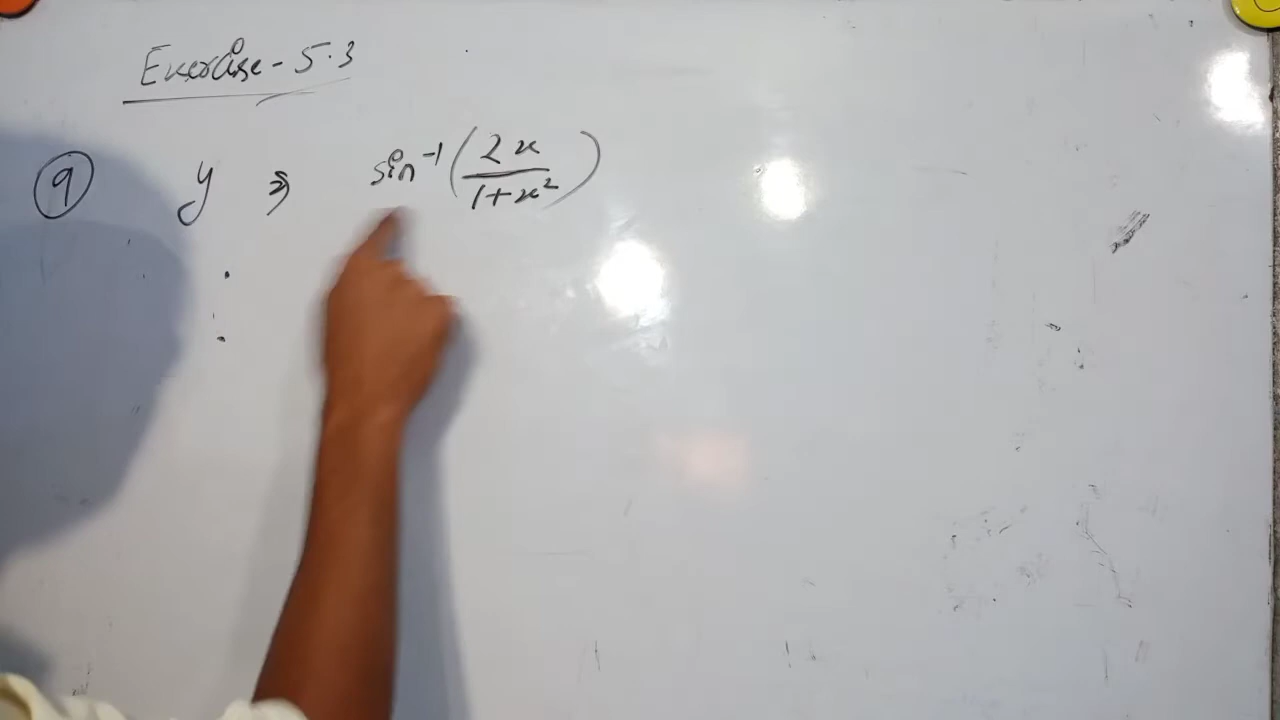 Exercise - 5.3
9 y = sin⁻¹(2x/1+x²)